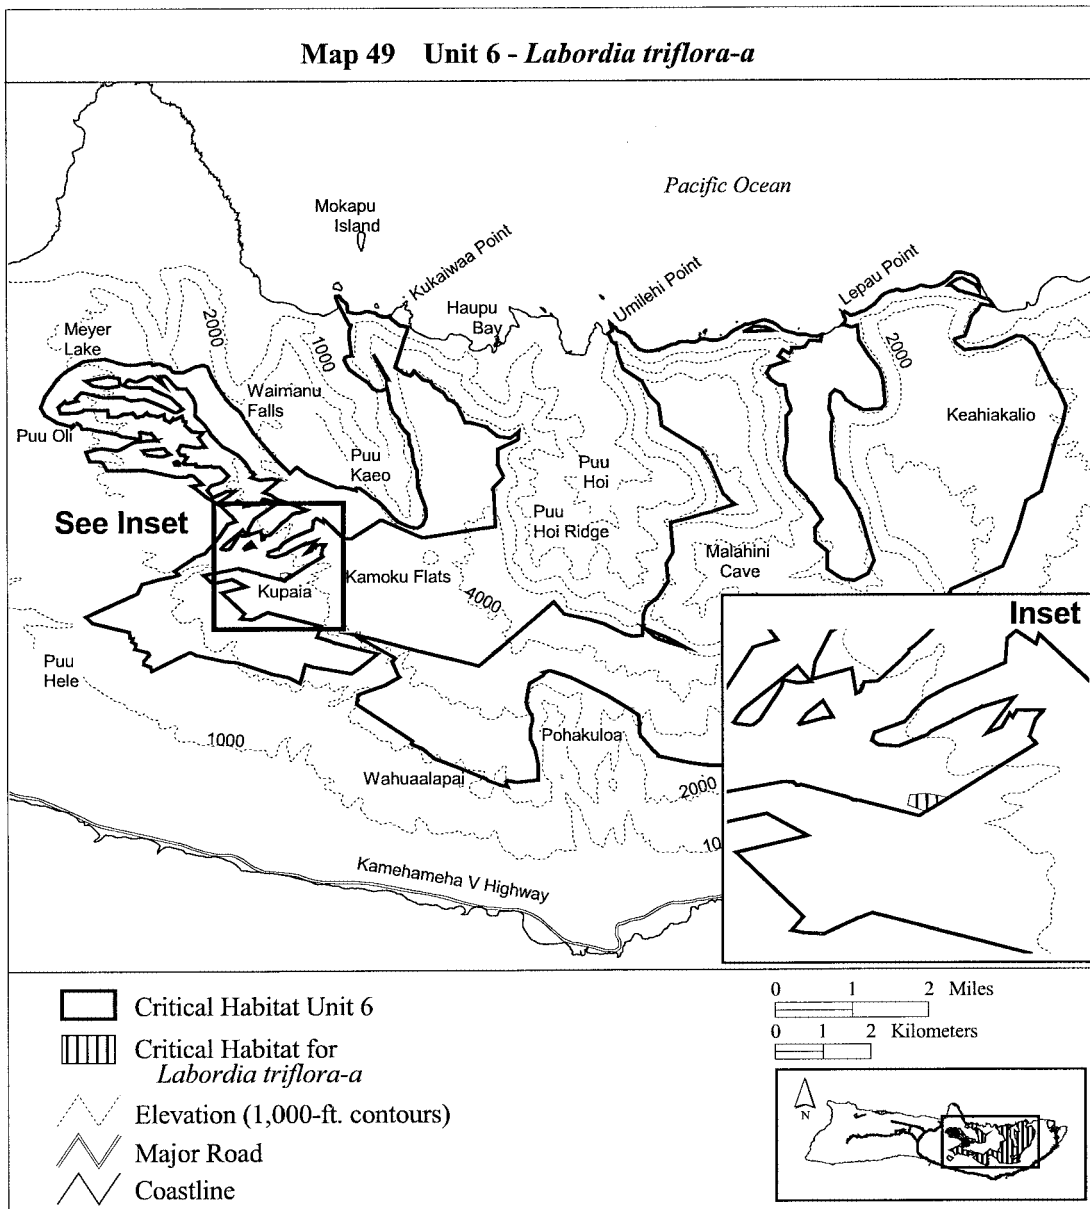 Map 49 Unit 6 - Labordia triflora-a
Pacific Ocean
Mokapu
Island
Kukaiwaa Point
Haupu
Bay
Umilehi Point
Lepau Point
Meyer
Lake
2000
1000
2000
Waimanu
Falls
Keahiakalio
Puu Oli
Puu
Kaeo
Puu
Hoi
Puu
Hoi Ridge
See Inset
Malahini
Cave
Kamoku Flats
Kupaia
4000
Inset
Puu
Hele
1000
Pohakuloa
Wahuaalapai
2000
10
Kamehameha V Highway
Critical Habitat Unit 6
Critical Habitat for
Labordia triflora-a
Elevation (1,000-ft. contours)
Major Road
Coastline
0 1 2 Miles
0 1 2 Kilometers
N